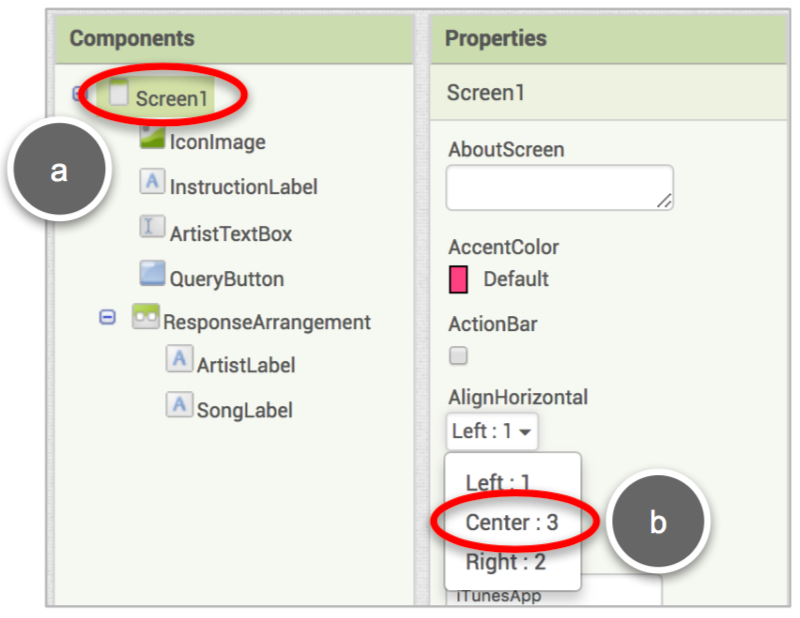 Components
Screen1
a
IconImage
InstructionLabel
ArtistTextBox
QueryButton
ResponseArrangement
ArtistLabel
SongLabel
Properties
Screen1
AboutScreen
AccentColor
Default
ActionBar
AlignHorizontal
Left : 1
Left : 1
Center : 3
b
Right : 2
iTunesApp